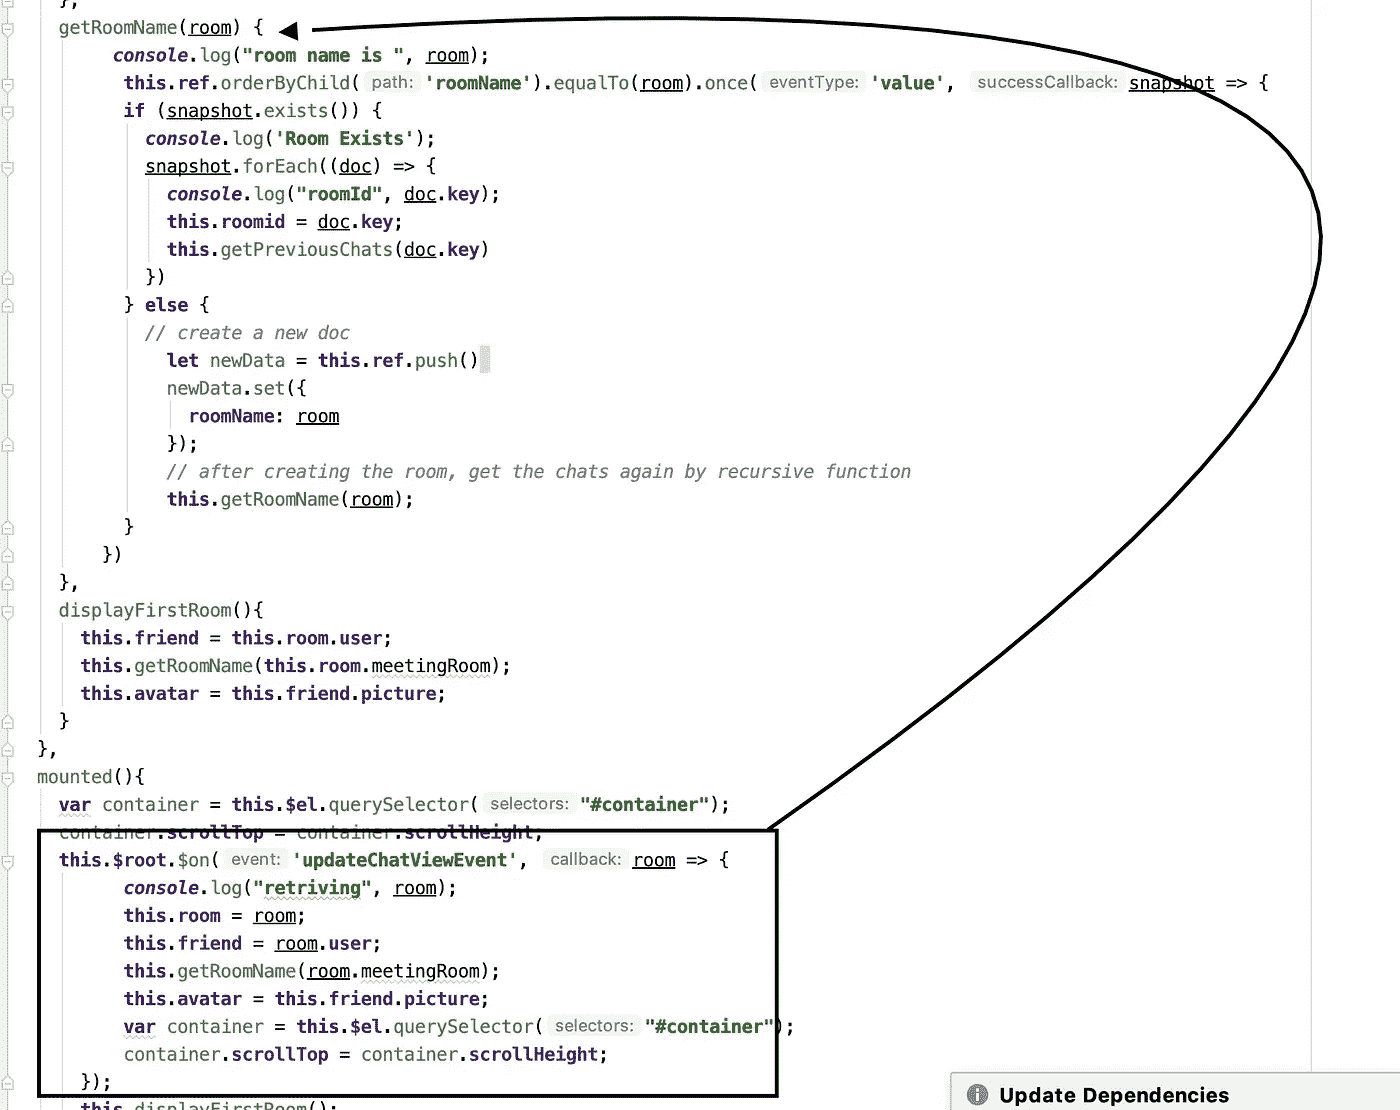 },
getRoomName(room) {
console.log("room name is ", room);
this.ref.orderByChild( path: 'roomName').equalTo(room).once( eventType: 'value', successCallback: snapshot => {
if (snapshot.exists()) {
console.log('Room Exists');
snapshot.forEach((doc) => {
console.log("roomId", doc.key);
this.roomid = doc.key;
this.getPreviousChats(doc.key)
})
} else {
// create a new doc
let newData = this.ref.push()
newData.set({
roomName: room
});
// after creating the room, get the chats again by recursive function
this.getRoomName(room);
}
})
},
displayFirstRoom(){
this.friend = this.room.user;
this.getRoomName(this.room.meetingRoom);
this.avatar = this.friend.picture;
}
},
mounted(){
var container = this.$el.querySelector( selectors: "#container");
container.scrollTop = container.scrollHeight;
this.$root.$on( event: 'updateChatViewEvent', callback: room => {
console.log("retriving", room);
this.room = room;
this.friend = room.user;
this.getRoomName(room.meetingRoom);
this.avatar = this.friend.picture;
var container = this.$el.querySelector( selectors: "#container");
container.scrollTop = container.scrollHeight;
});
this.displayFirstRoom();
Update Dependencies